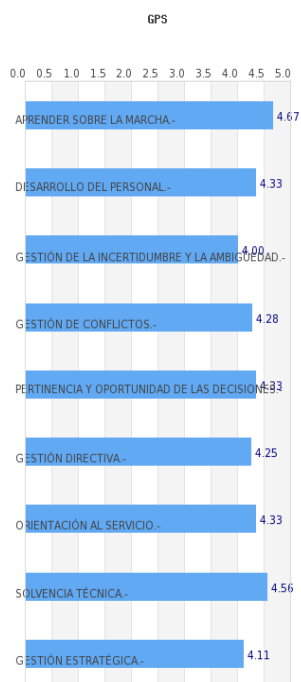 GPS
0.0 0.5 1.0 1.5 2.0 2.5 3.0 3.5 4.0 4.5 5.0
APRENDER SOBRE LA MARCHA.- 4.67
DESARROLLO DEL PERSONAL.- 4.33
GESTIÓN DE LA INCERTIDUMBRE Y LA AMBIGÜEDAD.- 4.00
GESTIÓN DE CONFLICTOS.- 4.28
PERTINENCIA Y OPORTUNIDAD DE LAS DECISIONES.- 4.33
GESTIÓN DIRECTIVA.- 4.25
ORIENTACIÓN AL SERVICIO.- 4.33
SOLVENCIA TÉCNICA.- 4.56
GESTIÓN ESTRATÉGICA.- 4.11